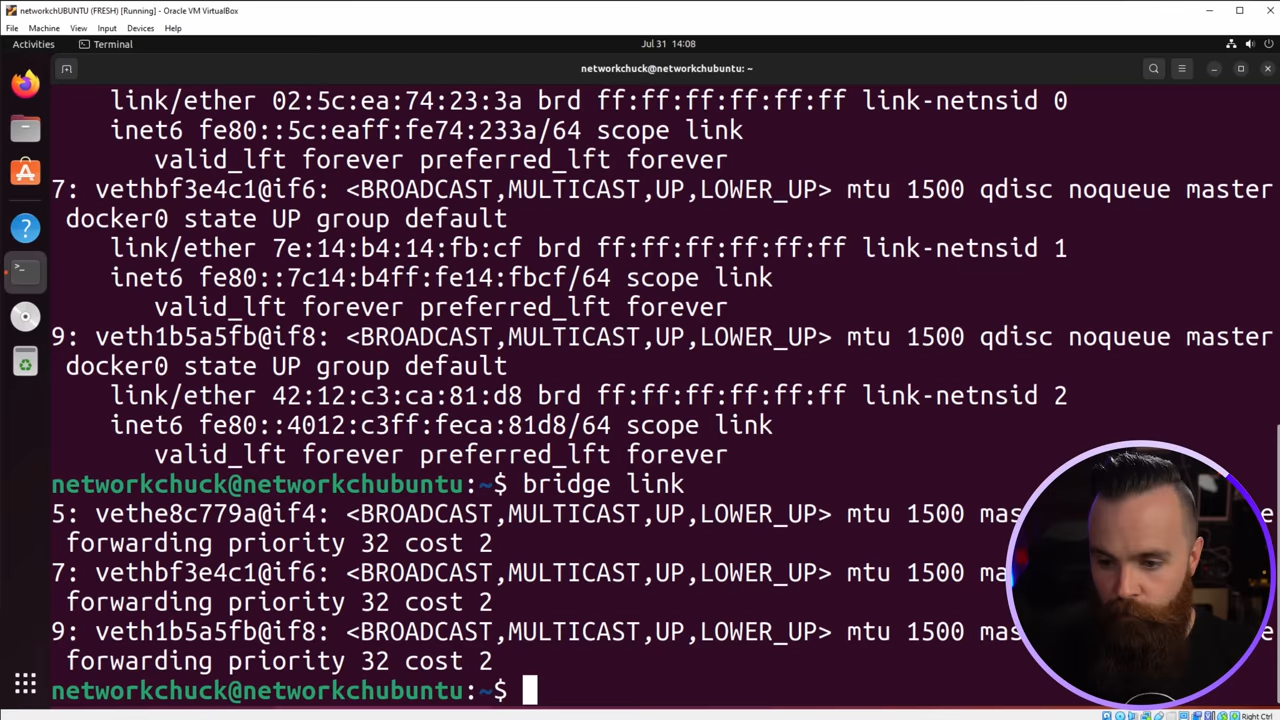 networkchUBUNTU (FRESH) [Running] - Oracle VM VirtualBox
File Machine View Input Devices Help
Activities Terminal Jul 31 14:08
networkchuck@networkchubuntu: ~
link/ether 02:5c:ea:74:23:3a brd ff:ff:ff:ff:ff:ff link-netnsid 0
inet6 fe80::5c:eaff:fe74:233a/64 scope link
valid_lft forever preferred_lft forever
7: vethbf3e4c1@if6: <BROADCAST,MULTICAST,UP,LOWER_UP> mtu 1500 qdisc noqueue master
docker0 state UP group default
link/ether 7e:14:b4:14:fb:cf brd ff:ff:ff:ff:ff:ff link-netnsid 1
inet6 fe80::7c14:b4ff:fe14:fbcf/64 scope link
valid_lft forever preferred_lft forever
9: veth1b5a5fb@if8: <BROADCAST,MULTICAST,UP,LOWER_UP> mtu 1500 qdisc noqueue master
docker0 state UP group default
link/ether 42:12:c3:ca:81:d8 brd ff:ff:ff:ff:ff:ff link-netnsid 2
inet6 fe80::4012:c3ff:feca:81d8/64 scope link
valid_lft forever preferred_lft forever
networkchuck@networkchubuntu:~$ bridge link
5: vethe8c779a@if4: <BROADCAST,MULTICAST,UP,LOWER_UP> mtu 1500
forwarding priority 32 cost 2
7: vethbf3e4c1@if6: <BROADCAST,MULTICAST,UP,LOWER_UP> mtu 1500
forwarding priority 32 cost 2
9: veth1b5a5fb@if8: <BROADCAST,MULTICAST,UP,LOWER_UP> mtu 1500
forwarding priority 32 cost 2
networkchuck@networkchubuntu:~$
Right Ctrl